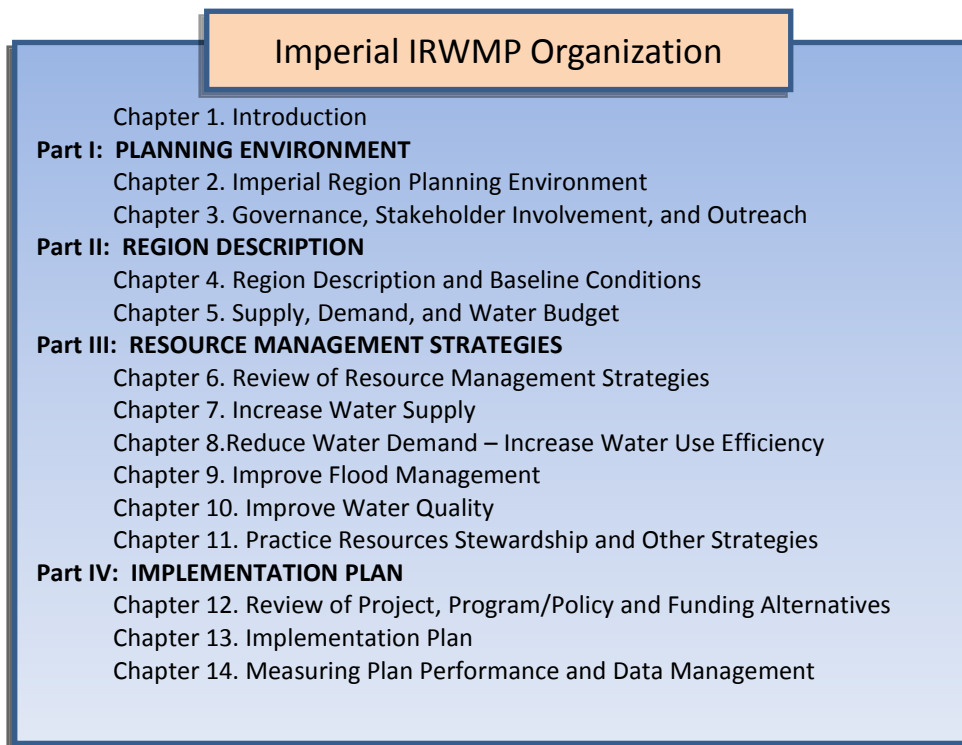 Imperial IRWMP Organization
Chapter 1. Introduction
Part I:  PLANNING ENVIRONMENT
Chapter 2. Imperial Region Planning Environment
Chapter 3. Governance, Stakeholder Involvement, and Outreach
Part II:  REGION DESCRIPTION
Chapter 4. Region Description and Baseline Conditions
Chapter 5. Supply, Demand, and Water Budget
Part III:  RESOURCE MANAGEMENT STRATEGIES
Chapter 6. Review of Resource Management Strategies
Chapter 7. Increase Water Supply
Chapter 8.Reduce Water Demand – Increase Water Use Efficiency
Chapter 9. Improve Flood Management
Chapter 10. Improve Water Quality
Chapter 11. Practice Resources Stewardship and Other Strategies
Part IV:  IMPLEMENTATION PLAN
Chapter 12. Review of Project, Program/Policy and Funding Alternatives
Chapter 13. Implementation Plan
Chapter 14. Measuring Plan Performance and Data Management